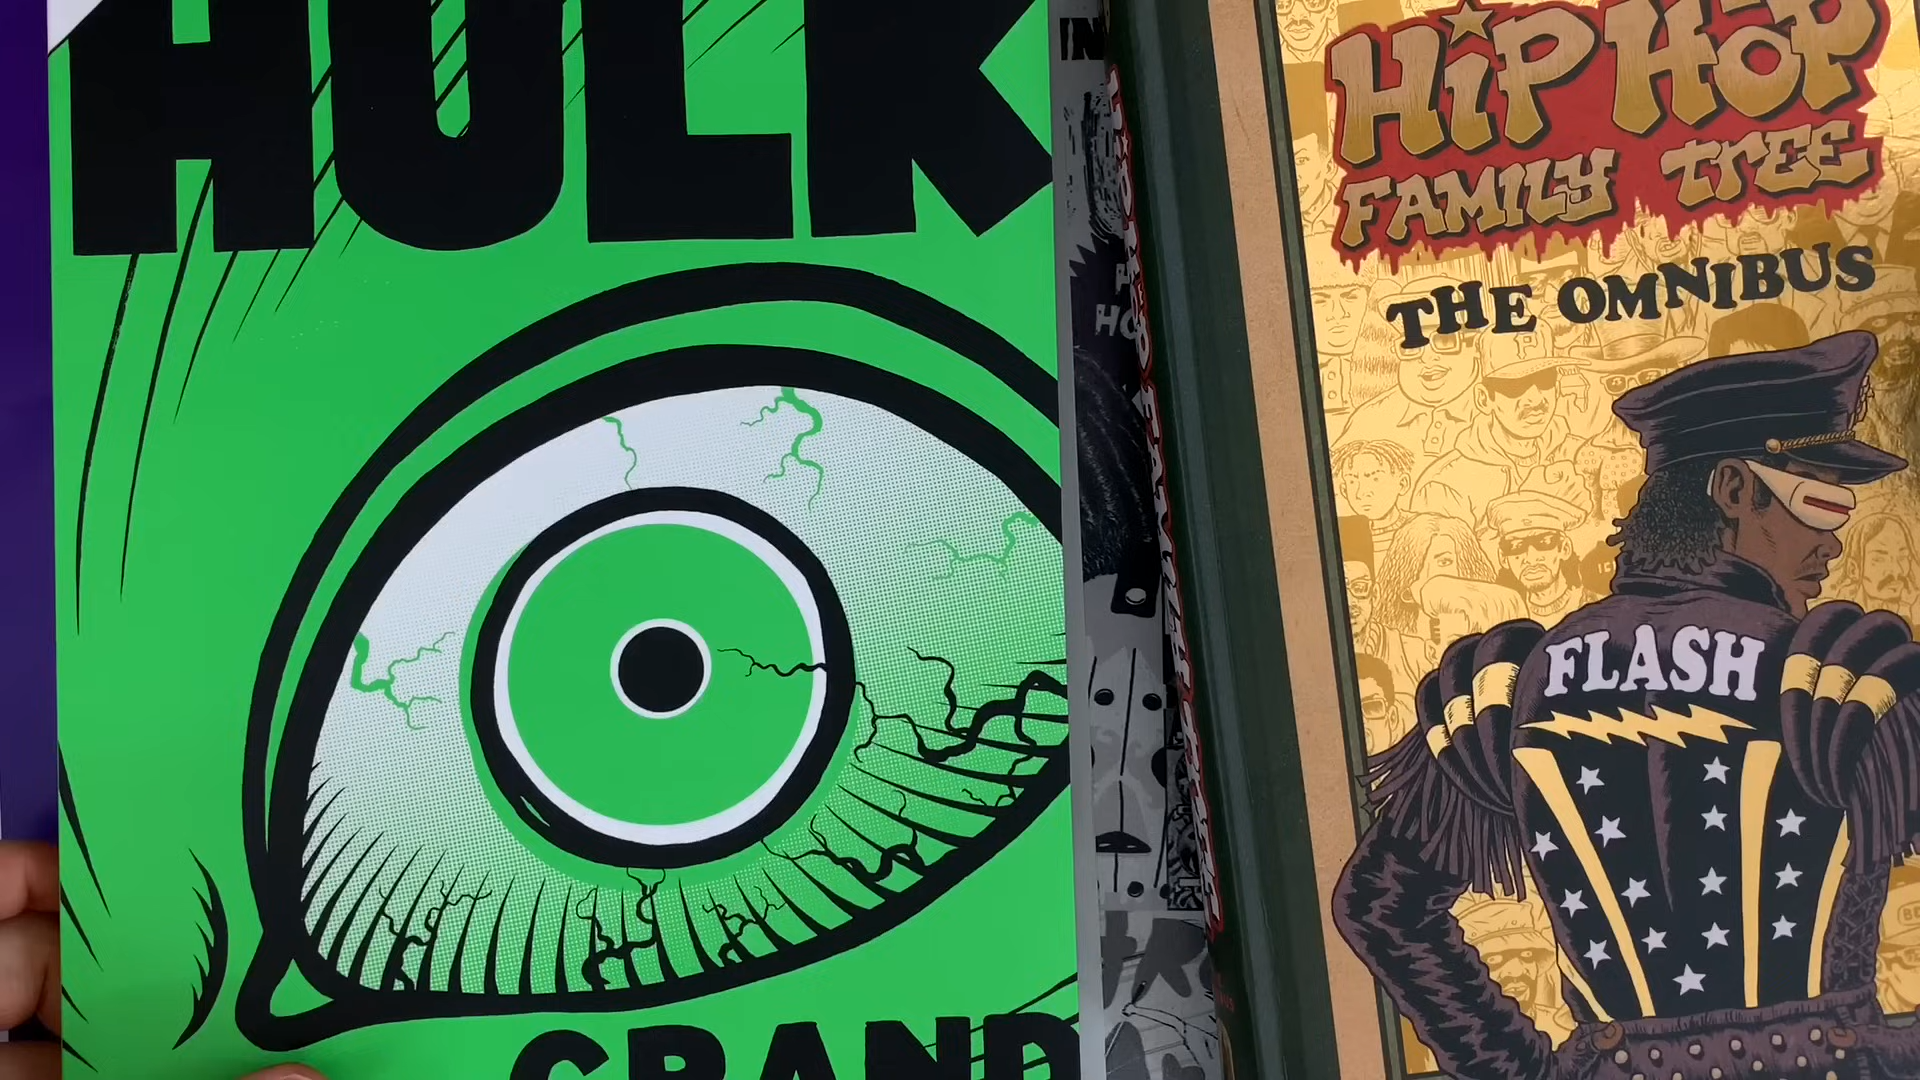 HULK
GRAND
HIP HOP
FAMILY TREE
THE OMNIBUS
FLASH
IN